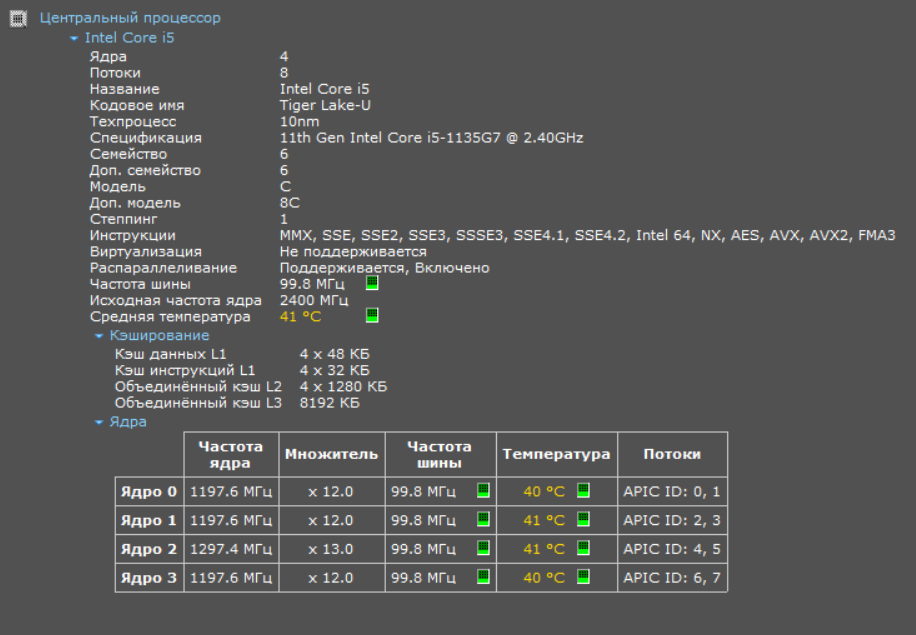 Центральный процессор
Intel Core i5
Ядра 4
Потоки 8
Название Intel Core i5
Кодовое имя Tiger Lake-U
Техпроцесс 10nm
Спецификация 11th Gen Intel Core i5-1135G7 @ 2.40GHz
Семейство 6
Доп. семейство 6
Модель C
Доп. модель 8C
Степпинг 1
Инструкции MMX, SSE, SSE2, SSE3, SSSE3, SSE4.1, SSE4.2, Intel 64, NX, AES, AVX, AVX2, FMA3
Виртуализация Не поддерживается
Распараллеливание Поддерживается, Включено
Частота шины 99.8 МГц
Исходная частота ядра 2400 МГц
Средняя температура 41 °C
Кэширование
Кэш данных L1 4 x 48 КБ
Кэш инструкций L1 4 x 32 КБ
Объединённый кэш L2 4 x 1280 КБ
Объединённый кэш L3 8192 КБ
Ядра
Частота ядра Множитель Частота шины Температура Потоки
Ядро 0 1197.6 МГц x 12.0 99.8 МГц 40 °C APIC ID: 0, 1
Ядро 1 1197.6 МГц x 12.0 99.8 МГц 41 °C APIC ID: 2, 3
Ядро 2 1297.4 МГц x 13.0 99.8 МГц 41 °C APIC ID: 4, 5
Ядро 3 1197.6 МГц x 12.0 99.8 МГц 40 °C APIC ID: 6, 7